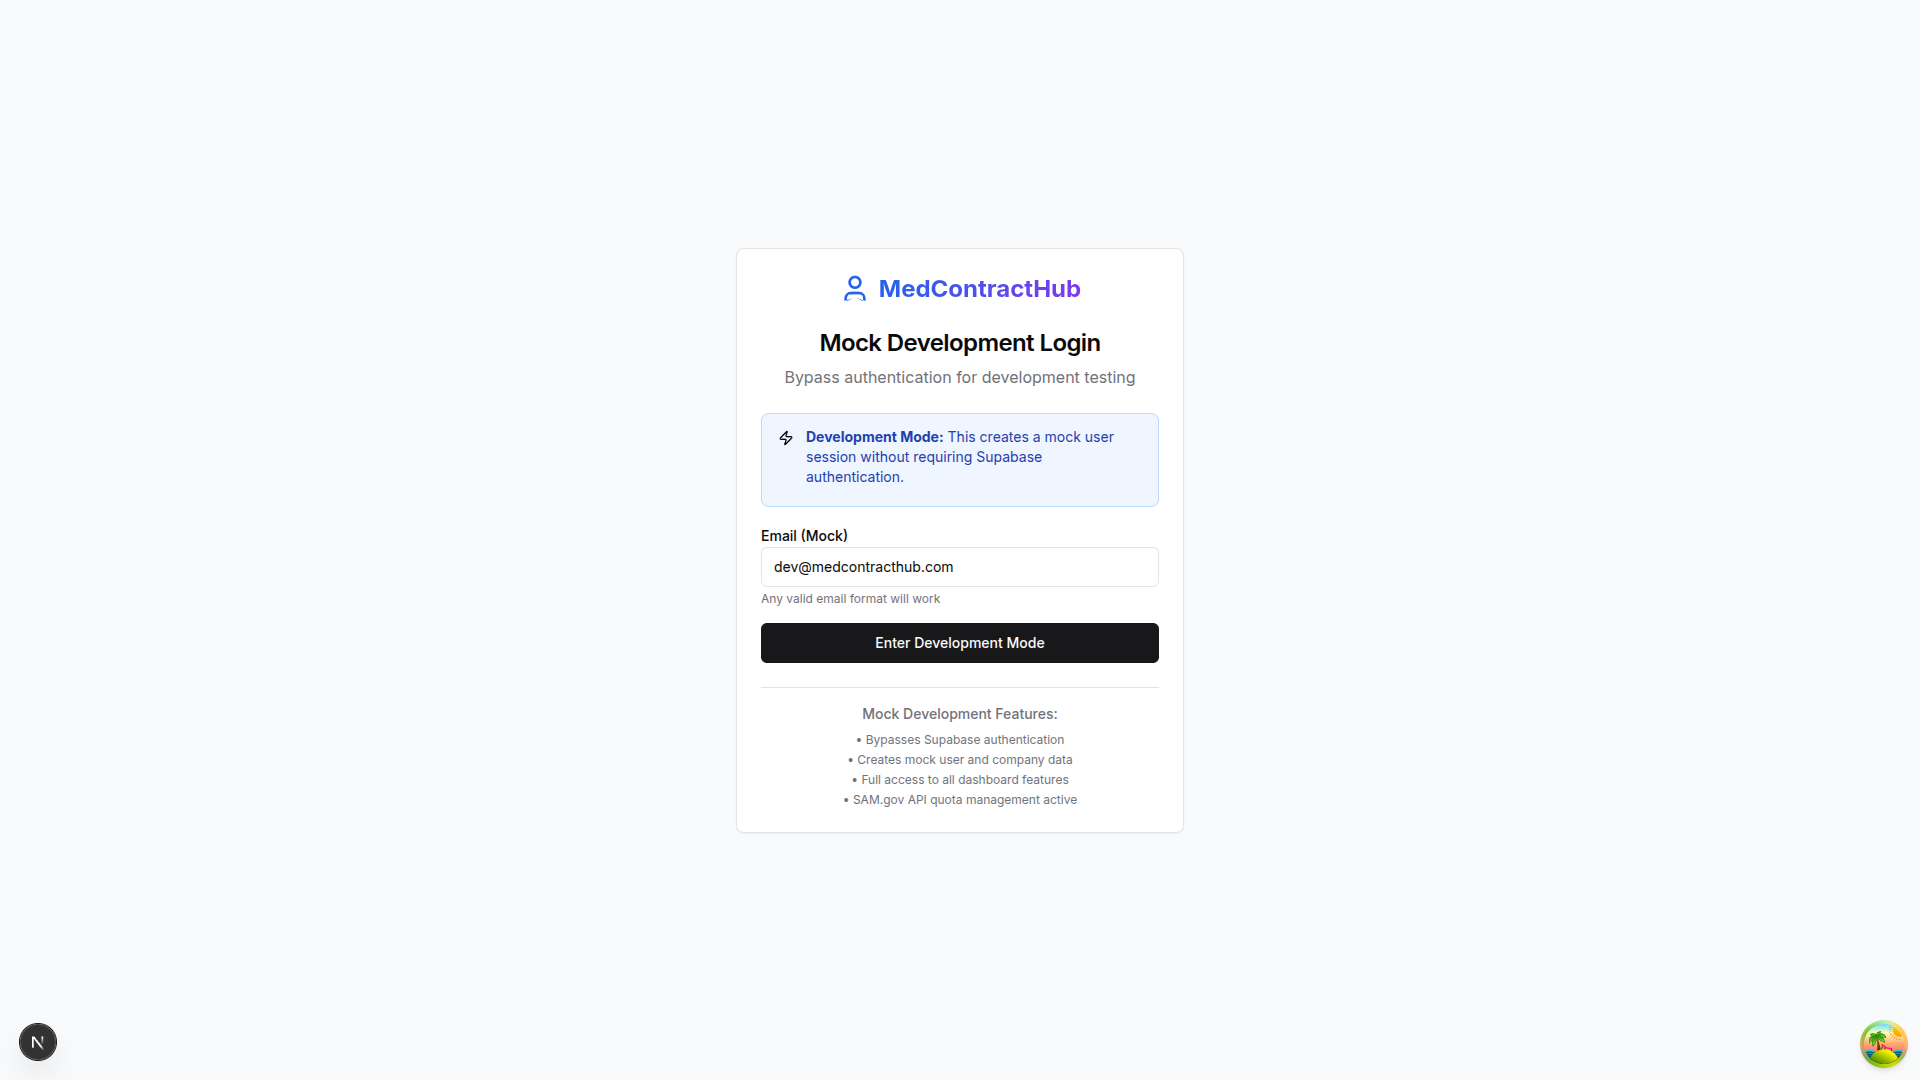 MedContractHub
Mock Development Login
Bypass authentication for development testing
Development Mode: This creates a mock user
session without requiring Supabase
authentication.
Email (Mock)
dev@medcontracthub.com
Any valid email format will work
Enter Development Mode
Mock Development Features:
• Bypasses Supabase authentication
• Creates mock user and company data
• Full access to all dashboard features
• SAM.gov API quota management active
N